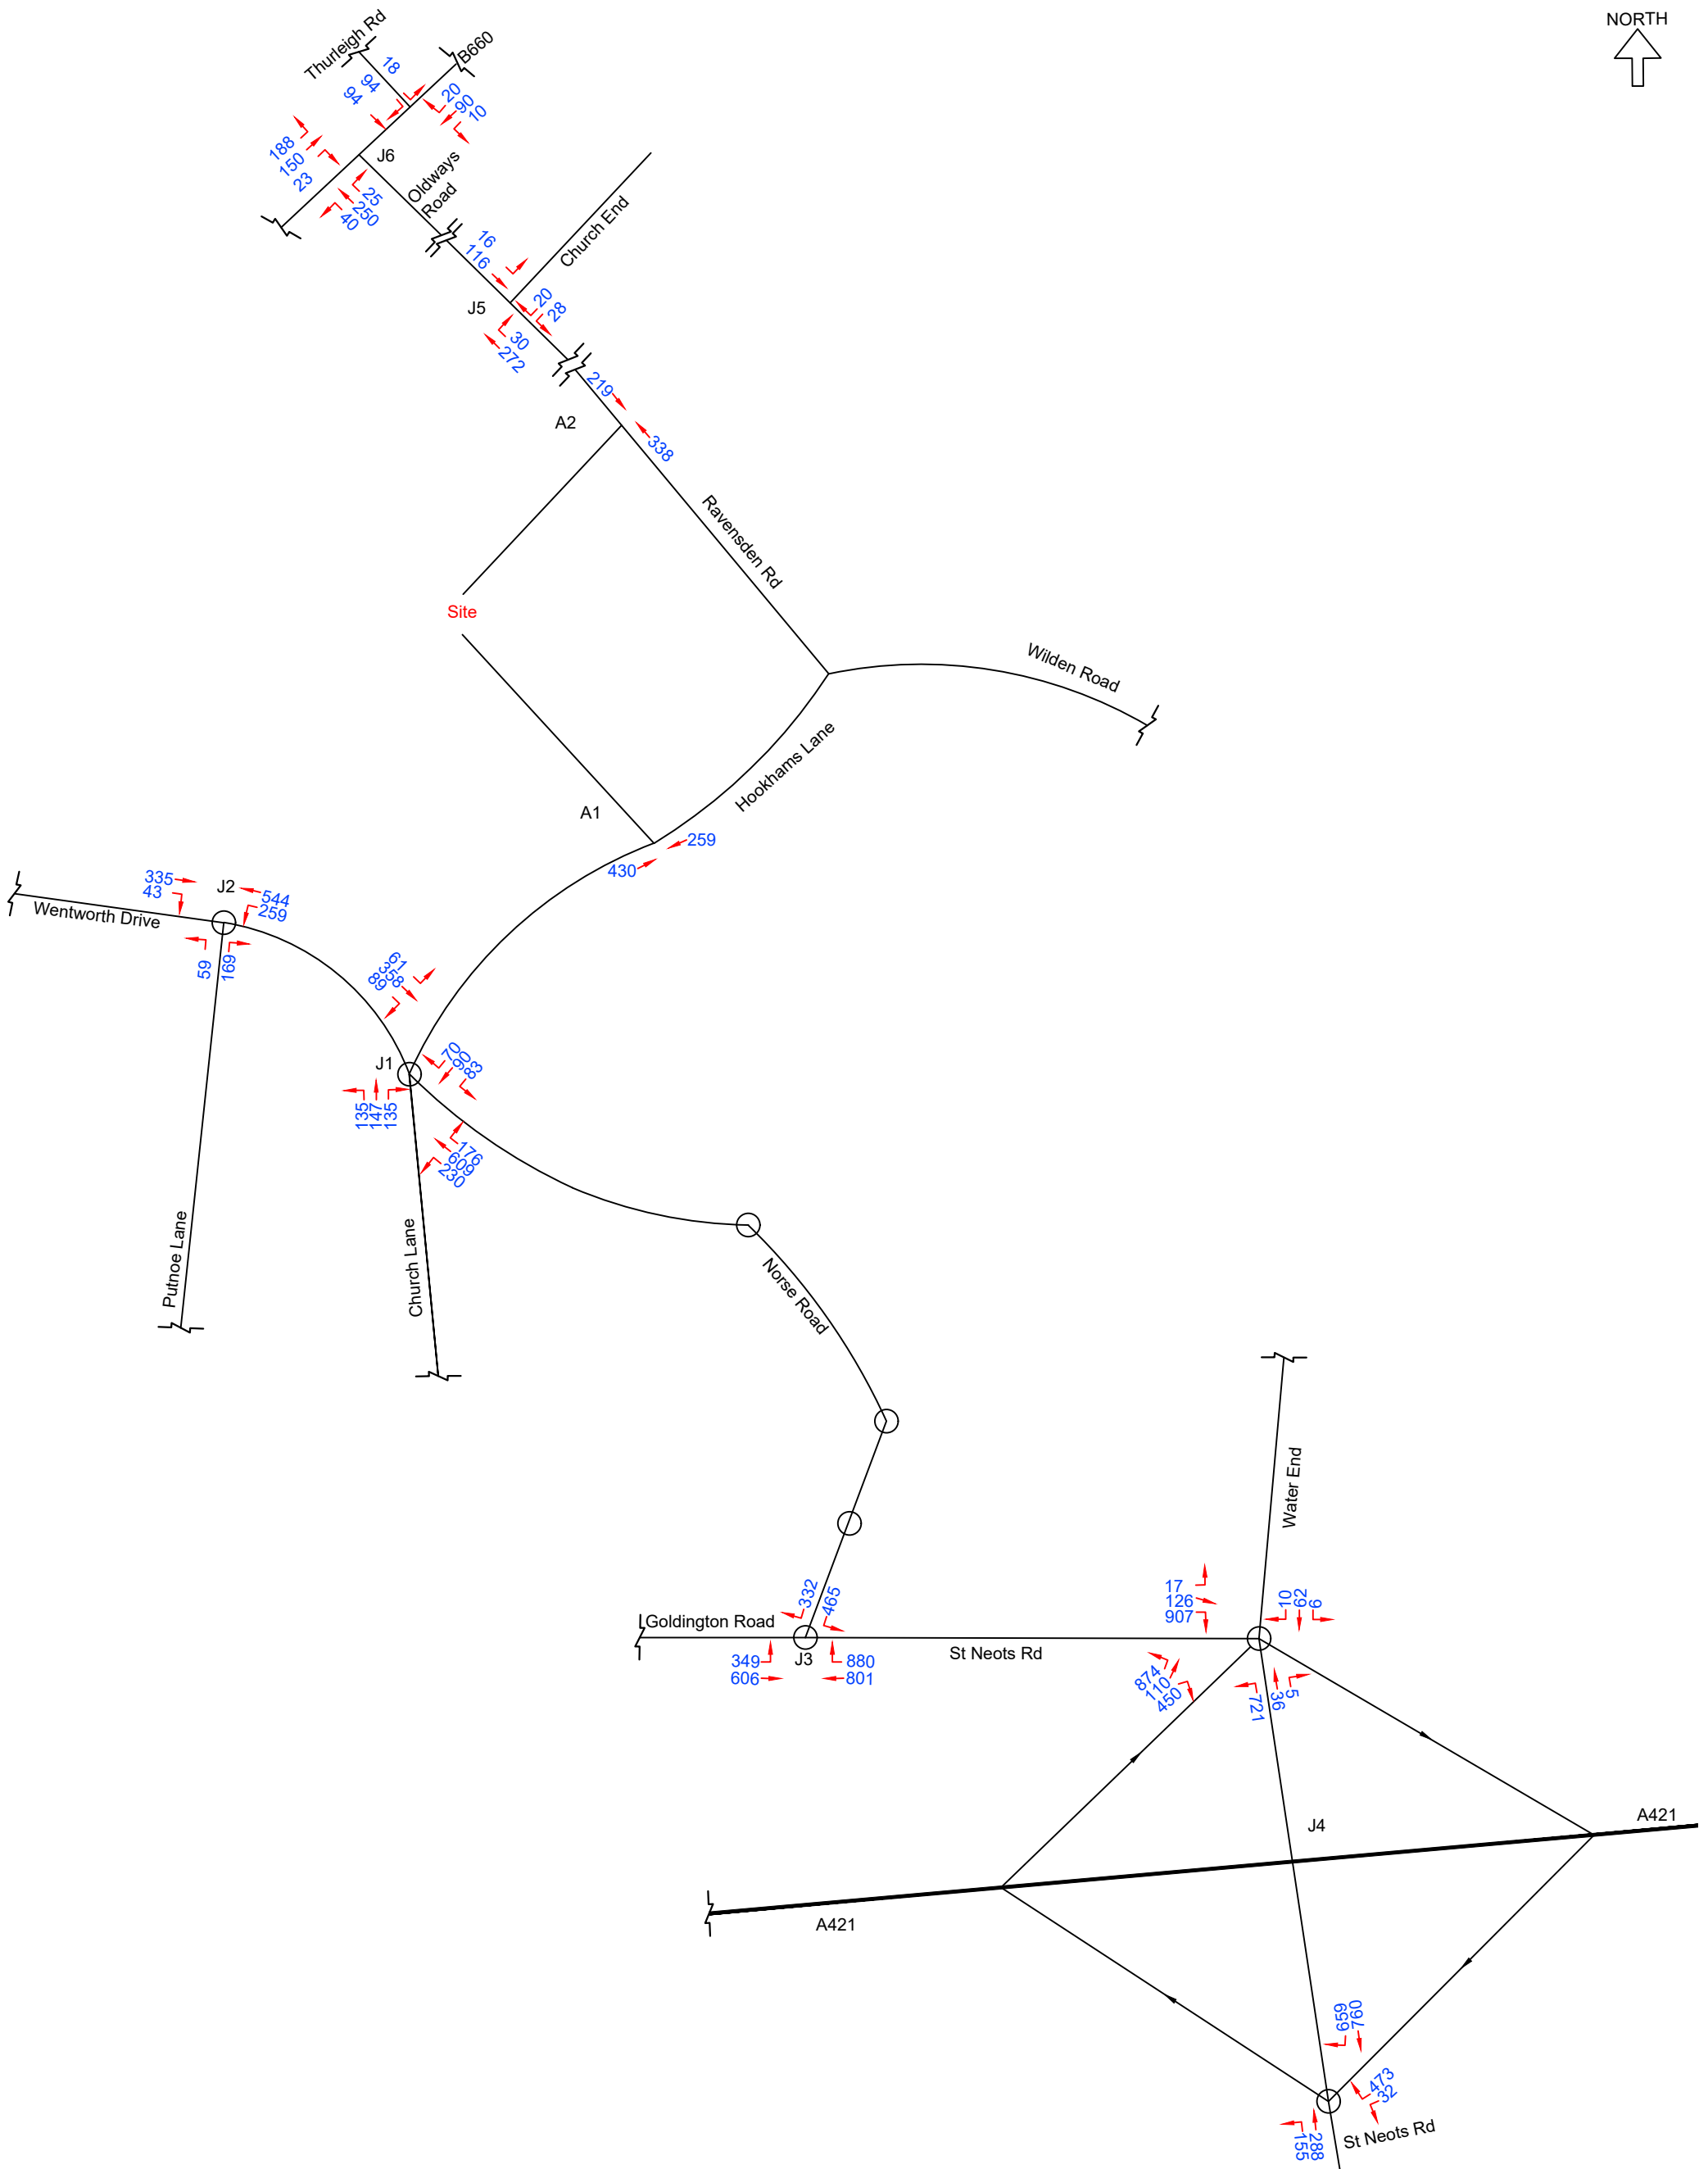 NORTH
Thurleigh Rd
B660
18
94
94
20
90
10
188
150
23
J6
25
250
40
Oldways
Road
16
116
Church End
J5
20
28
30
272
219
A2
338
Ravensden Rd
Site
Wilden Road
Hookhams Lane
A1
259
430
335
43
J2
544
259
Wentworth Drive
59
169
61
358
89
J1
70
90
83
135
147
135
176
609
230
Putnoe Lane
Church Lane
Norse Road
Water End
332
465
Goldington Road
J3
St Neots Rd
349
606
880
801
17
126
907
10
62
9
874
110
450
721
36
5
J4
A421
A421
659
760
473
32
155
288
St Neots Rd